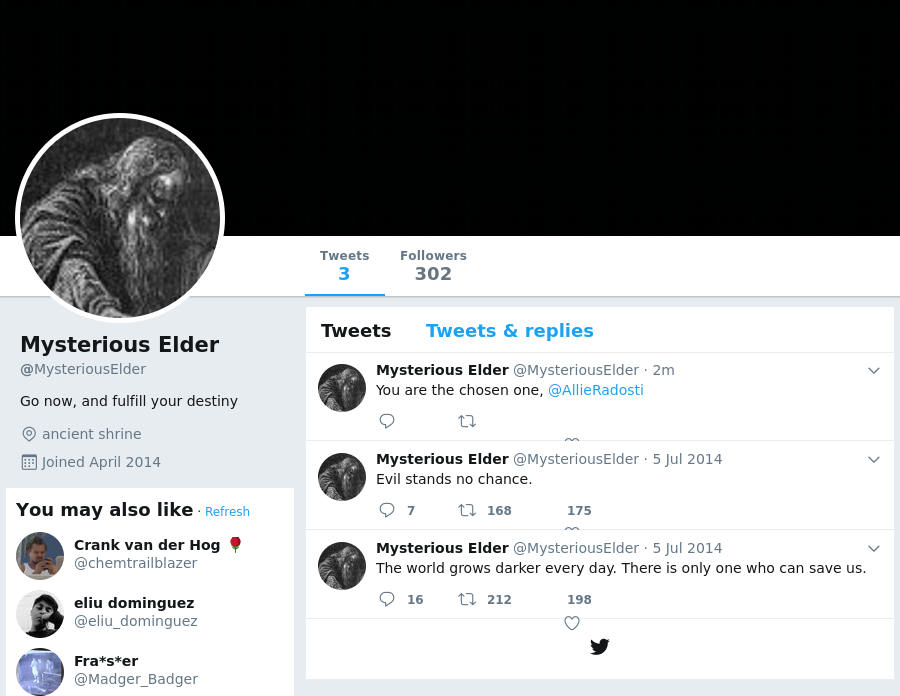 Tweets
3
Followers
302
Mysterious Elder
@MysteriousElder
Go now, and fulfill your destiny
ancient shrine
Joined April 2014
You may also like · Refresh
Crank van der Hog 🌹
@chemtrailblazer
eliu dominguez
@eliu_dominguez
Fra*s*er
@Madger_Badger
Tweets Tweets & replies
Mysterious Elder @MysteriousElder · 2m
You are the chosen one, @AllieRadosti
Mysterious Elder @MysteriousElder · 5 Jul 2014
Evil stands no chance.
7 168 175
Mysterious Elder @MysteriousElder · 5 Jul 2014
The world grows darker every day. There is only one who can save us.
16 212 198